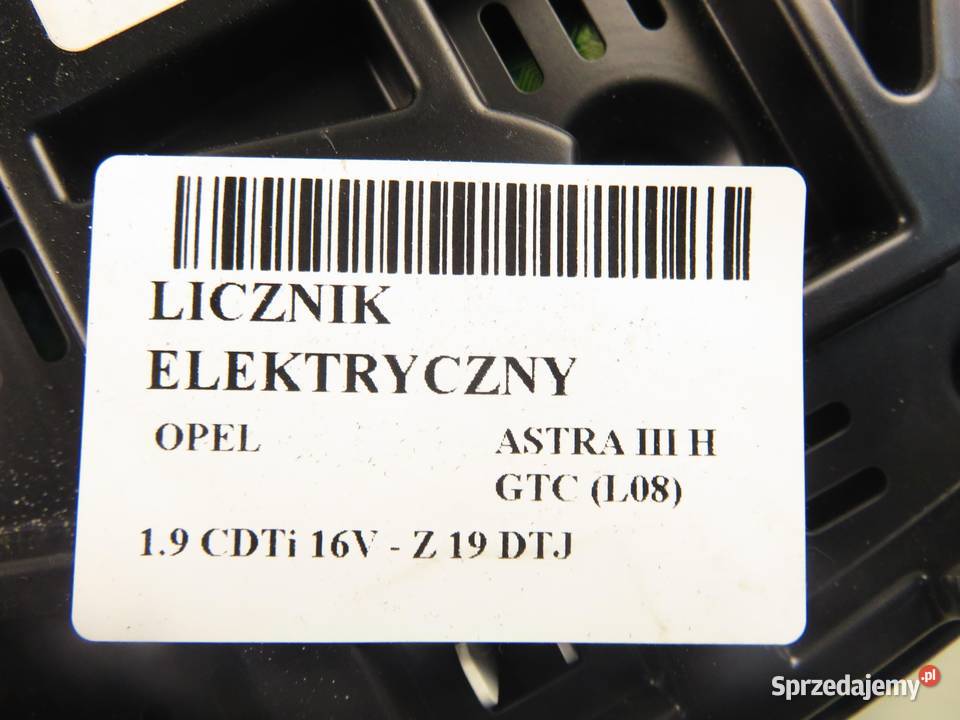 LICZNIK
ELEKTRYCZNY
OPEL ASTRA III H
GTC (L08)
1.9 CDTi 16V - Z 19 DTJ
Sprzedajemy.pl